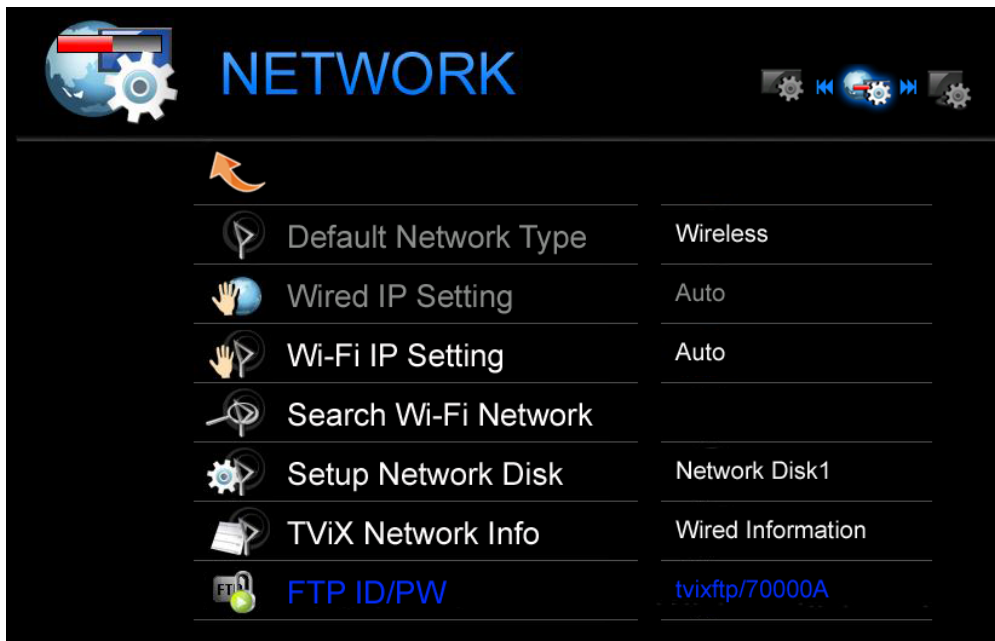 NETWORK
Default Network Type Wireless
Wired IP Setting Auto
Wi-Fi IP Setting Auto
Search Wi-Fi Network
Setup Network Disk Network Disk1
TViX Network Info Wired Information
FTP FTP ID/PW tvixftp/70000A